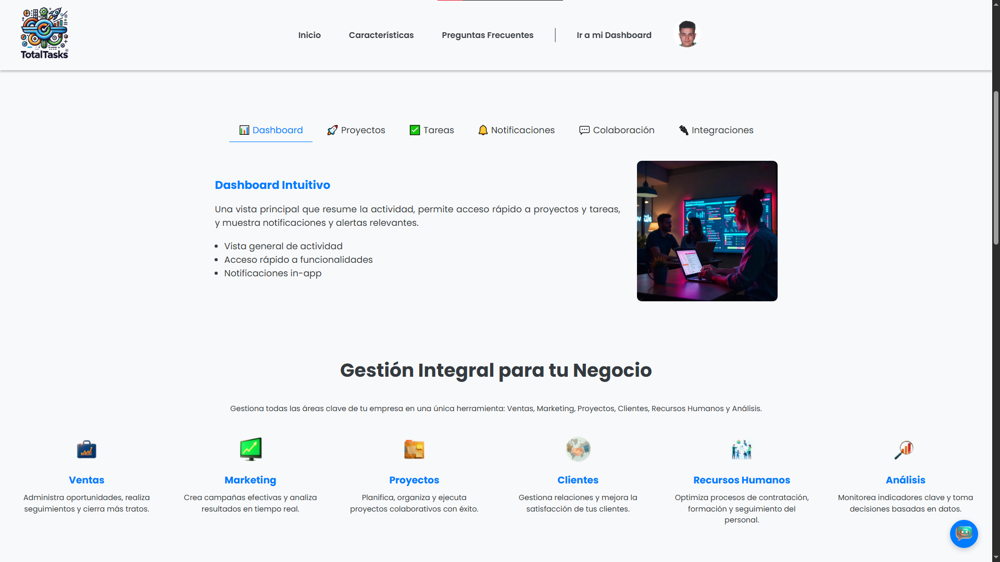 TotalTasks®
Inicio
Características
Preguntas Frecuentes
Ir a mi Dashboard
Dashboard
Proyectos
Tareas
Notificaciones
Colaboración
Integraciones
Dashboard Intuitivo
Una vista principal que resume la actividad, permite acceso rápido a proyectos y tareas,
y muestra notificaciones y alertas relevantes.
Vista general de actividad
Acceso rápido a funcionalidades
Notificaciones in-app
Gestión Integral para tu Negocio
Gestiona todas las áreas clave de tu empresa en una única herramienta: Ventas, Marketing, Proyectos, Clientes, Recursos Humanos y Análisis.
Ventas
Administra oportunidades, realiza
seguimientos y cierra más tratos.
Marketing
Crea campañas efectivas y analiza
resultados en tiempo real.
Proyectos
Planifica, organiza y ejecuta
proyectos colaborativos con éxito.
Clientes
Gestiona relaciones y mejora la
satisfacción de tus clientes.
Recursos Humanos
Optimiza procesos de contratación,
formación y seguimiento del
personal.
Análisis
Monitorea indicadores clave y toma
decisiones basadas en datos.